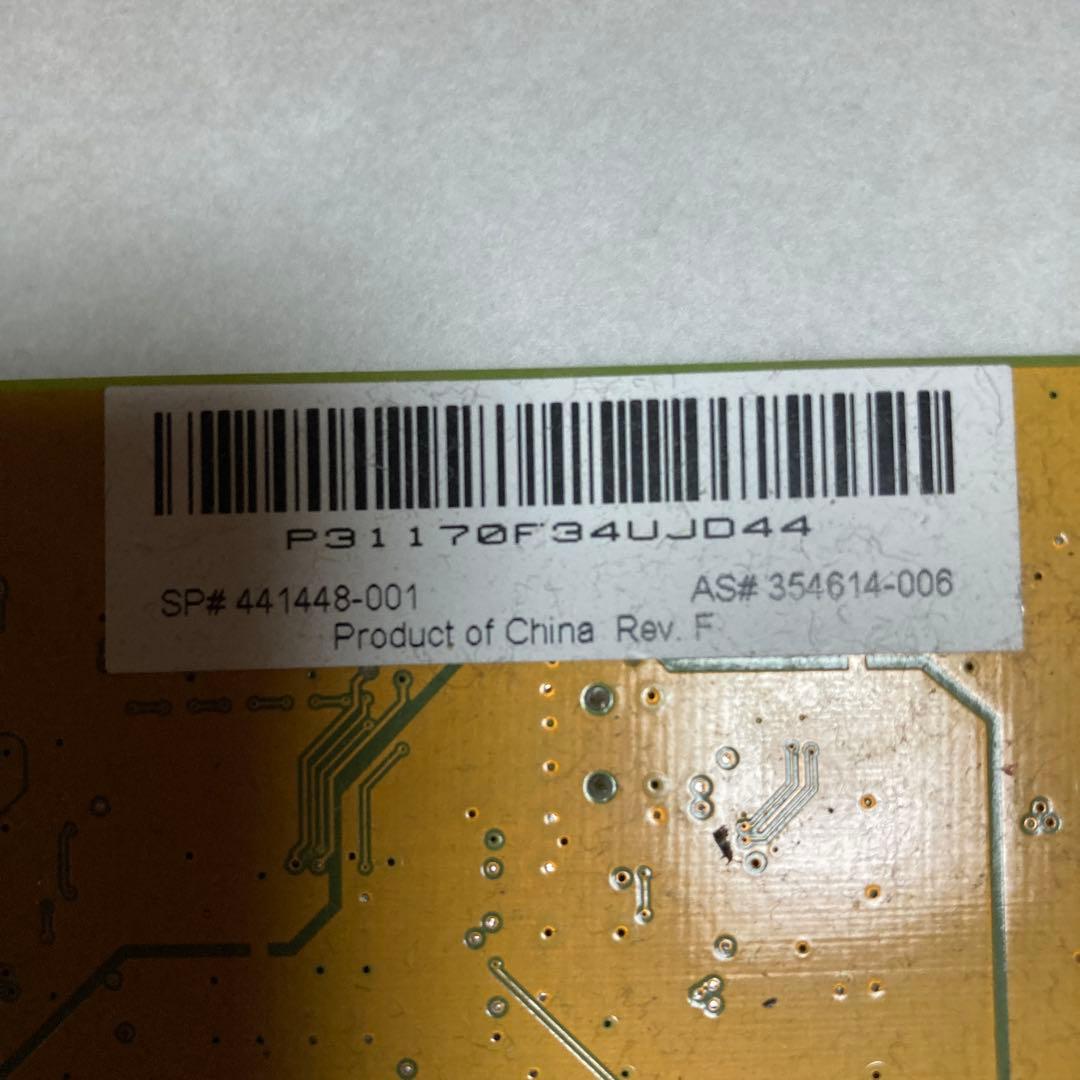 P31170F34UJD44
SP# 441448-001 AS# 354614-006
Product of China Rev. F